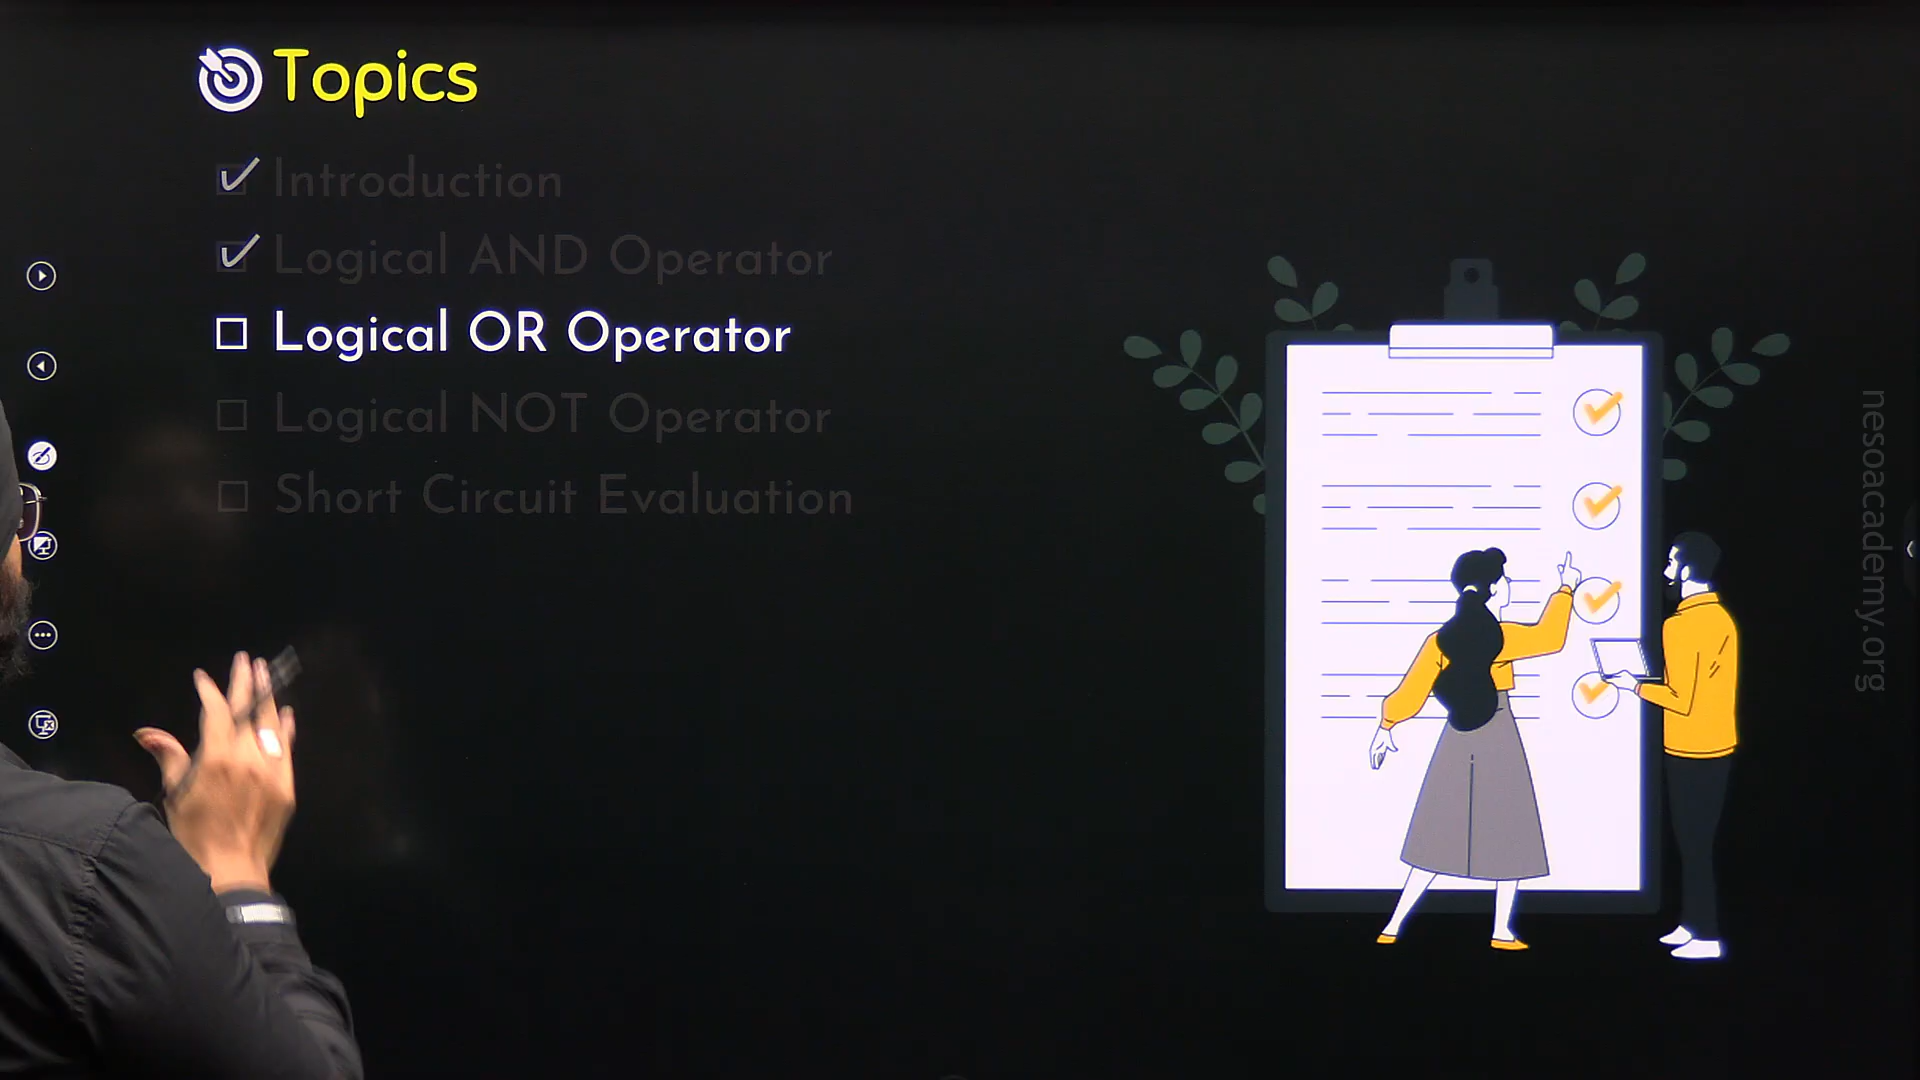 Topics
Introduction
Logical AND Operator
Logical OR Operator
Logical NOT Operator
Short Circuit Evaluation
nesoacademy.org